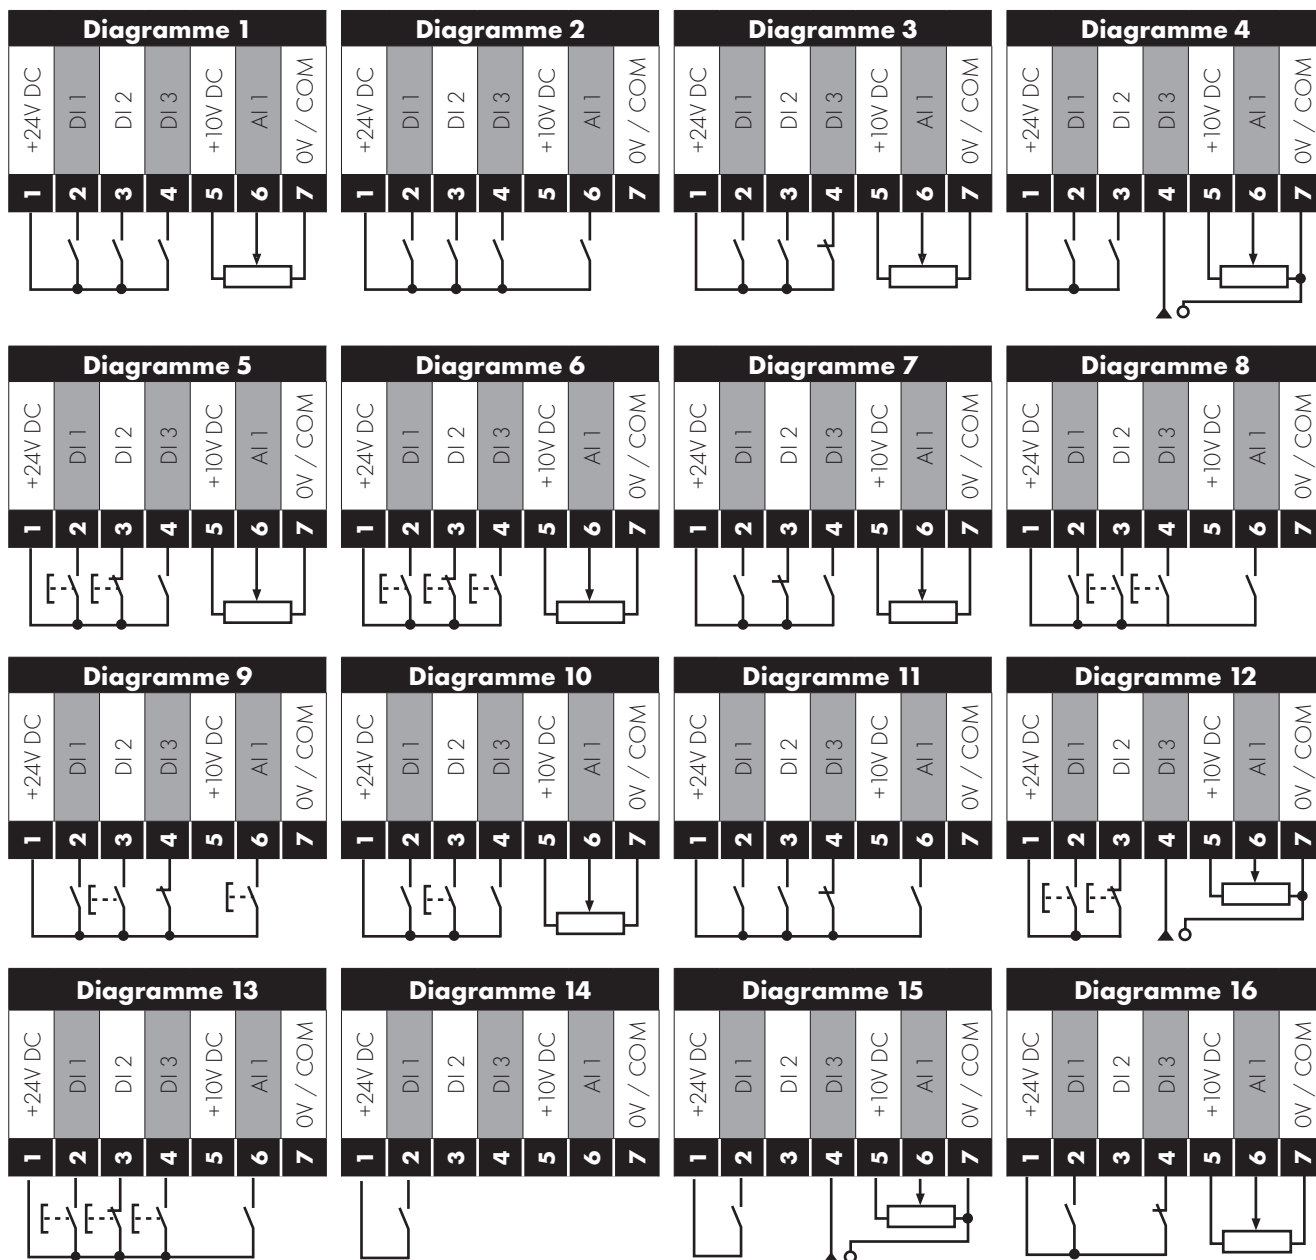 Diagramme 1
+24V DC DI 1 DI 2 DI 3 +10V DC AI 1 0V / COM
1 2 3 4 5 6 7
Diagramme 2
+24V DC DI 1 DI 2 DI 3 +10V DC AI 1 0V / COM
1 2 3 4 5 6 7
Diagramme 3
+24V DC DI 1 DI 2 DI 3 +10V DC AI 1 0V / COM
1 2 3 4 5 6 7
Diagramme 4
+24V DC DI 1 DI 2 DI 3 +10V DC AI 1 0V / COM
1 2 3 4 5 6 7
Diagramme 5
+24V DC DI 1 DI 2 DI 3 +10V DC AI 1 0V / COM
1 2 3 4 5 6 7
Diagramme 6
+24V DC DI 1 DI 2 DI 3 +10V DC AI 1 0V / COM
1 2 3 4 5 6 7
Diagramme 7
+24V DC DI 1 DI 2 DI 3 +10V DC AI 1 0V / COM
1 2 3 4 5 6 7
Diagramme 8
+24V DC DI 1 DI 2 DI 3 +10V DC AI 1 0V / COM
1 2 3 4 5 6 7
Diagramme 9
+24V DC DI 1 DI 2 DI 3 +10V DC AI 1 0V / COM
1 2 3 4 5 6 7
Diagramme 10
+24V DC DI 1 DI 2 DI 3 +10V DC AI 1 0V / COM
1 2 3 4 5 6 7
Diagramme 11
+24V DC DI 1 DI 2 DI 3 +10V DC AI 1 0V / COM
1 2 3 4 5 6 7
Diagramme 12
+24V DC DI 1 DI 2 DI 3 +10V DC AI 1 0V / COM
1 2 3 4 5 6 7
Diagramme 13
+24V DC DI 1 DI 2 DI 3 +10V DC AI 1 0V / COM
1 2 3 4 5 6 7
Diagramme 14
+24V DC DI 1 DI 2 DI 3 +10V DC AI 1 0V / COM
1 2 3 4 5 6 7
Diagramme 15
+24V DC DI 1 DI 2 DI 3 +10V DC AI 1 0V / COM
1 2 3 4 5 6 7
Diagramme 16
+24V DC DI 1 DI 2 DI 3 +10V DC AI 1 0V / COM
1 2 3 4 5 6 7